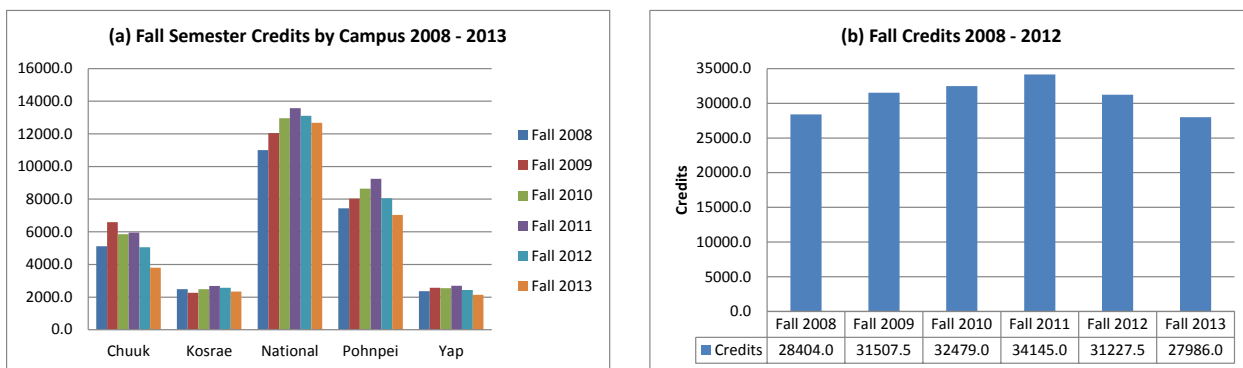 (a) Fall Semester Credits by Campus 2008 - 2013
16000.0
14000.0
12000.0
10000.0
8000.0
6000.0
4000.0
2000.0
0.0
Chuuk Kosrae National Pohnpei Yap
Fall 2008
Fall 2009
Fall 2010
Fall 2011
Fall 2012
Fall 2013
(b) Fall Credits 2008 - 2012
Credits
35000.0
30000.0
25000.0
20000.0
15000.0
10000.0
5000.0
0.0
Fall 2008 Fall 2009 Fall 2010 Fall 2011 Fall 2012 Fall 2013
Credits 28404.0 31507.5 32479.0 34145.0 31227.5 27986.0